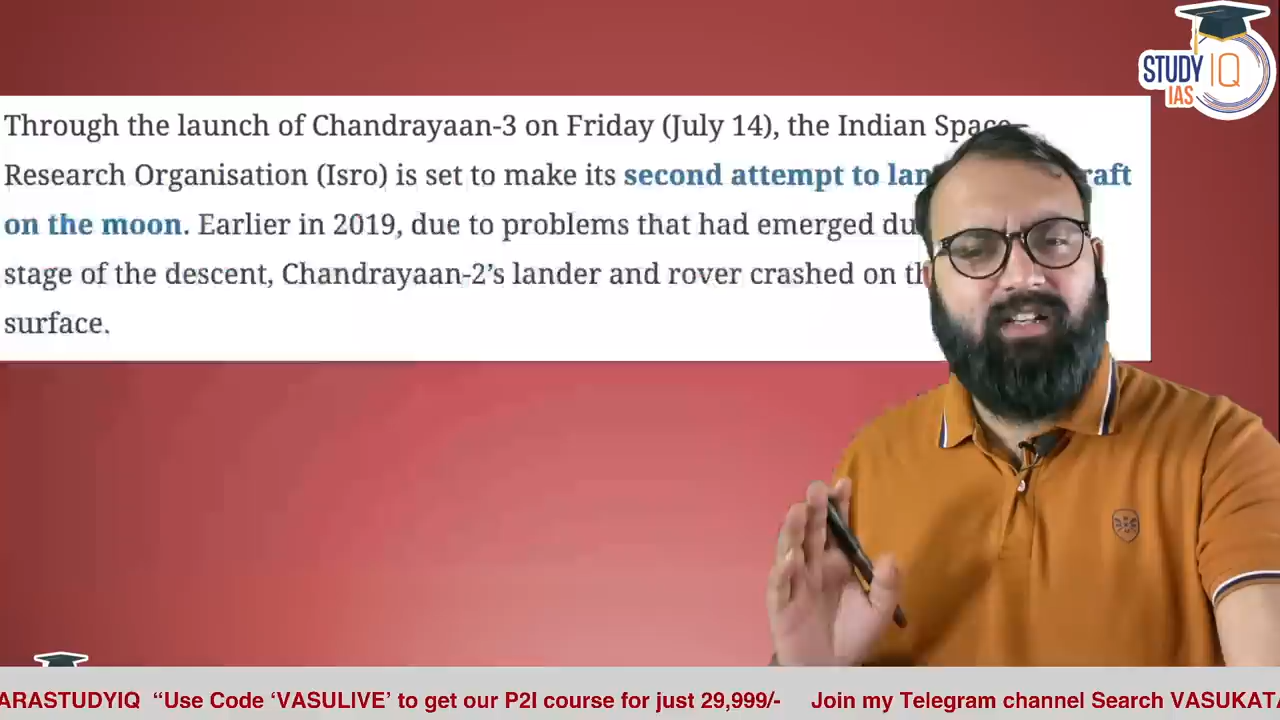 STUDY IQ
IAS
Through the launch of Chandrayaan-3 on Friday (July 14), the Indian Space
Research Organisation (Isro) is set to make its second attempt to
on the moon. Earlier in 2019, due to problems that had emerged
stage of the descent, Chandrayaan-2’s lander and rover crashed on
surface.
ARASTUDYIQ “Use Code ‘VASULIVE’ to get our P2I course for just 29,999/- Join my Telegram channel Search VASUKATA